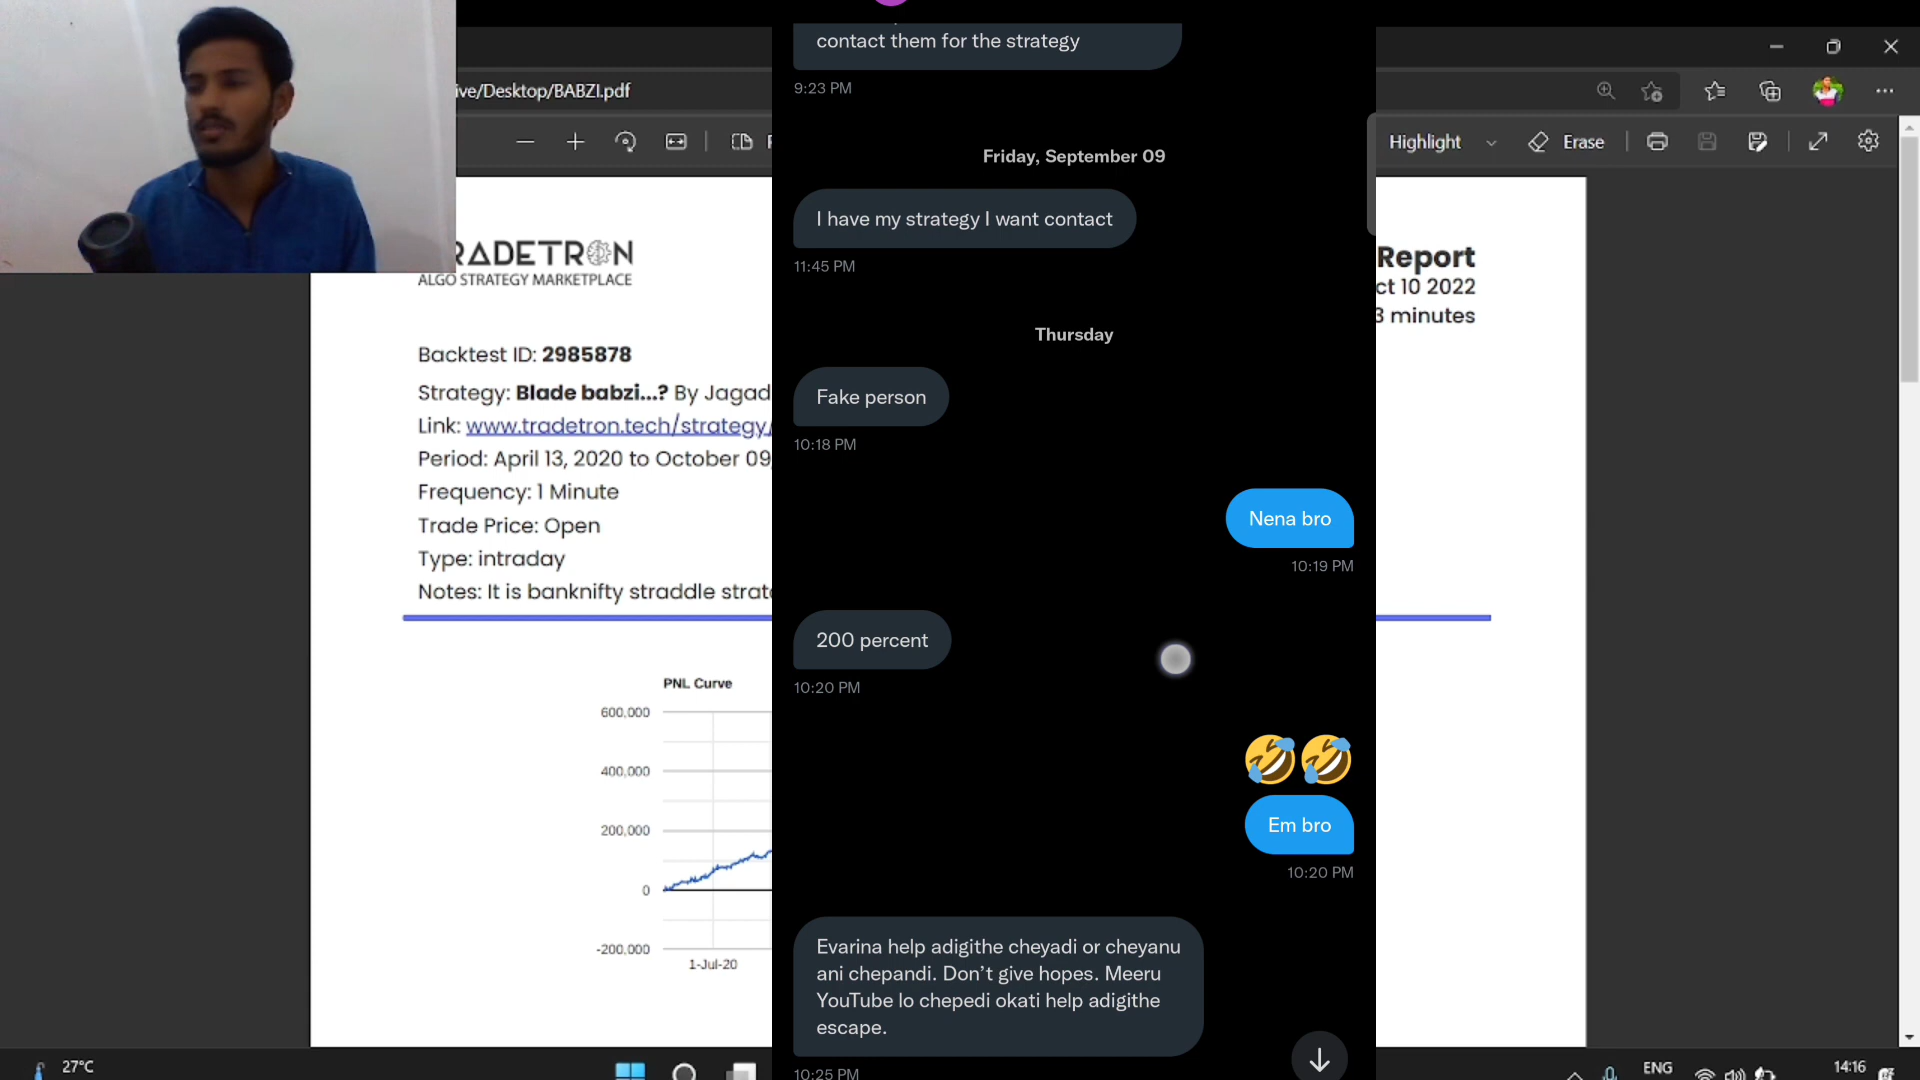 contact them for the strategy
9:23 PM
Friday, September 09
I have my strategy I want contact
11:45 PM
Thursday
Fake person
10:18 PM
Nena bro
10:19 PM
200 percent
10:20 PM
🤣🤣
Em bro
10:20 PM
Evarina help adigithe cheyadi or cheyanu
ani chepandi. Don't give hopes. Meeru
YouTube lo chepedi okati help adigithe
escape.
10:25 PM
ive/Desktop/BABZI.pdf
Highlight
Erase
RADETRON
ALGO STRATEGY MARKETPLACE
Report
ct 10 2022
3 minutes
Backtest ID: 2985878
Strategy: Blade babzi...? By Jagad
Link: www.tradetron.tech/strategy/
Period: April 13, 2020 to October 09,
Frequency: 1 Minute
Trade Price: Open
Type: intraday
Notes: It is banknifty straddle strat
PNL Curve
600,000
400,000
200,000
0
-200,000
1-Jul-20
27°C
ENG
14:16